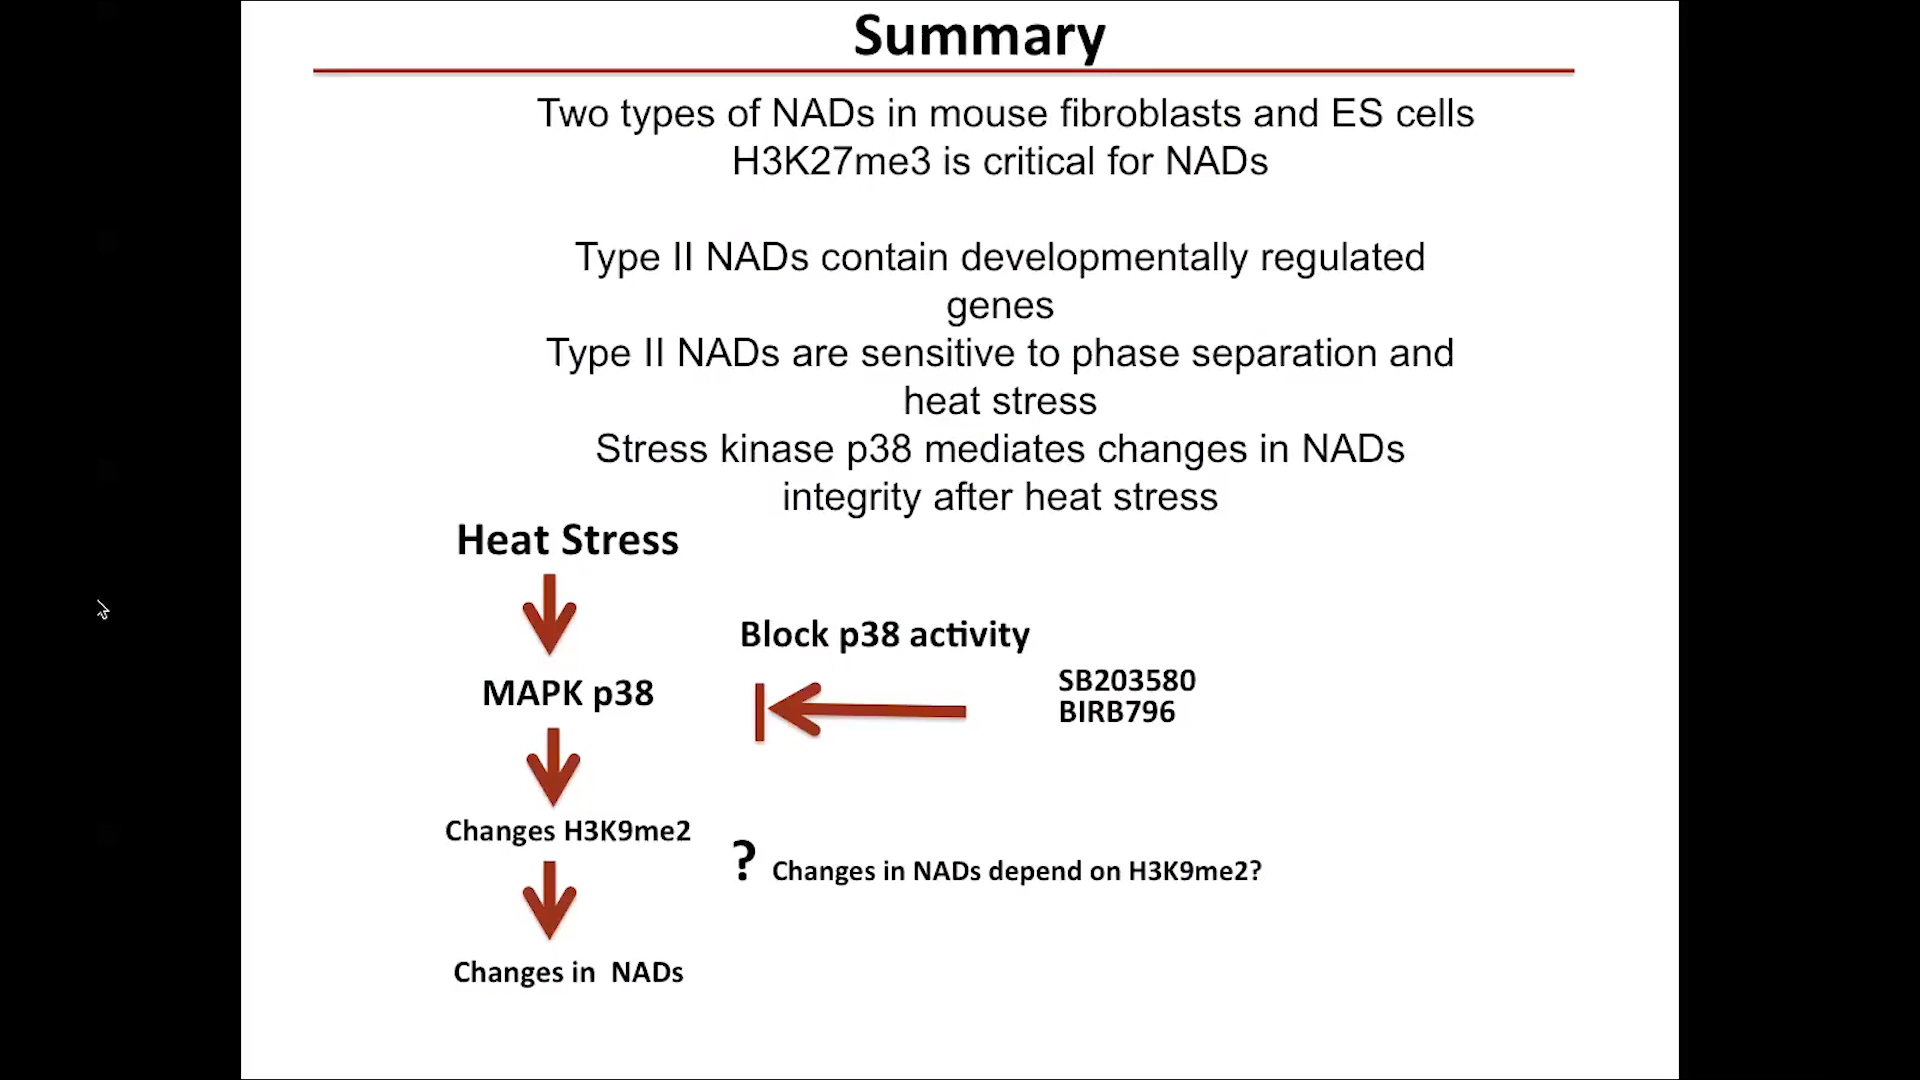 Summary
Two types of NADs in mouse fibroblasts and ES cells
H3K27me3 is critical for NADs
Type II NADs contain developmentally regulated
genes
Type II NADs are sensitive to phase separation and
heat stress
Stress kinase p38 mediates changes in NADs
integrity after heat stress
Heat Stress
Block p38 activity
MAPK p38
SB203580
BIRB796
Changes H3K9me2
? Changes in NADs depend on H3K9me2?
Changes in NADs